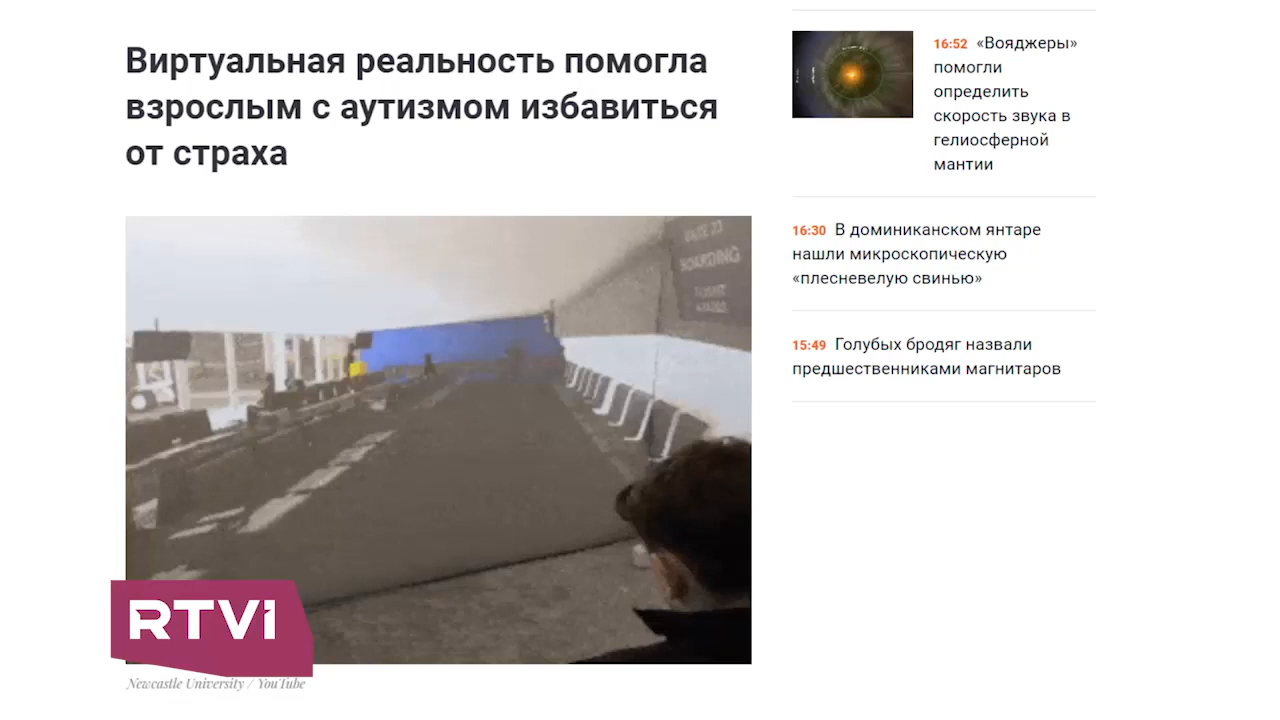 Виртуальная реальность помогла
взрослым с аутизмом избавиться
от страха
BOARDING
RTVI
Newcastle University / YouTube
16:52 «Вояджеры»
помогли
определить
скорость звука в
гелиосферной
мантии
16:30 В доминиканском янтаре
нашли микроскопическую
«плесневелую свинью»
15:49 Голубых бродяг назвали
предшественниками магнитаров